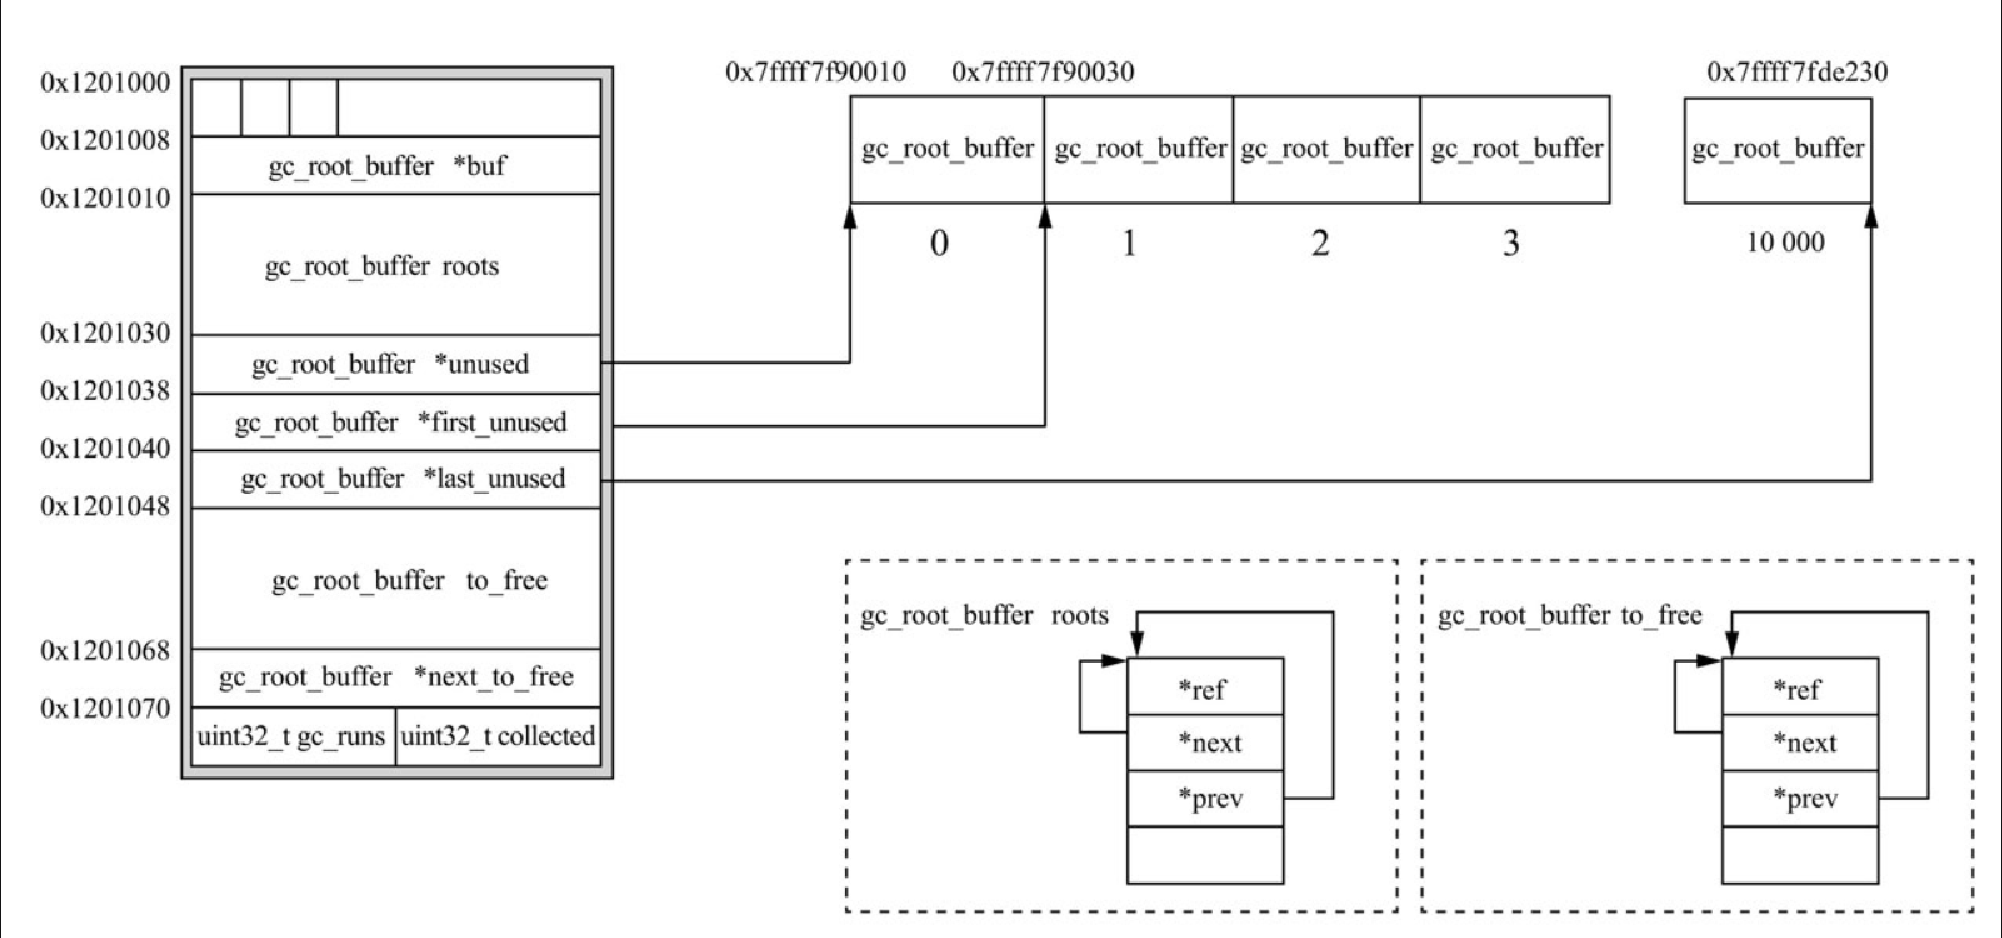 0x1201000
0x1201008
gc_root_buffer *buf
0x1201010
gc_root_buffer roots
0x1201030
gc_root_buffer *unused
0x1201038
gc_root_buffer *first_unused
0x1201040
gc_root_buffer *last_unused
0x1201048
gc_root_buffer to_free
0x1201068
gc_root_buffer *next_to_free
0x1201070
uint32_t gc_runs uint32_t collected
0x7ffff7f90010 0x7ffff7f90030 0x7ffff7fde230
gc_root_buffer gc_root_buffer gc_root_buffer gc_root_buffer gc_root_buffer
0 1 2 3 10 000
gc_root_buffer roots
*ref
*next
*prev
gc_root_buffer to_free
*ref
*next
*prev